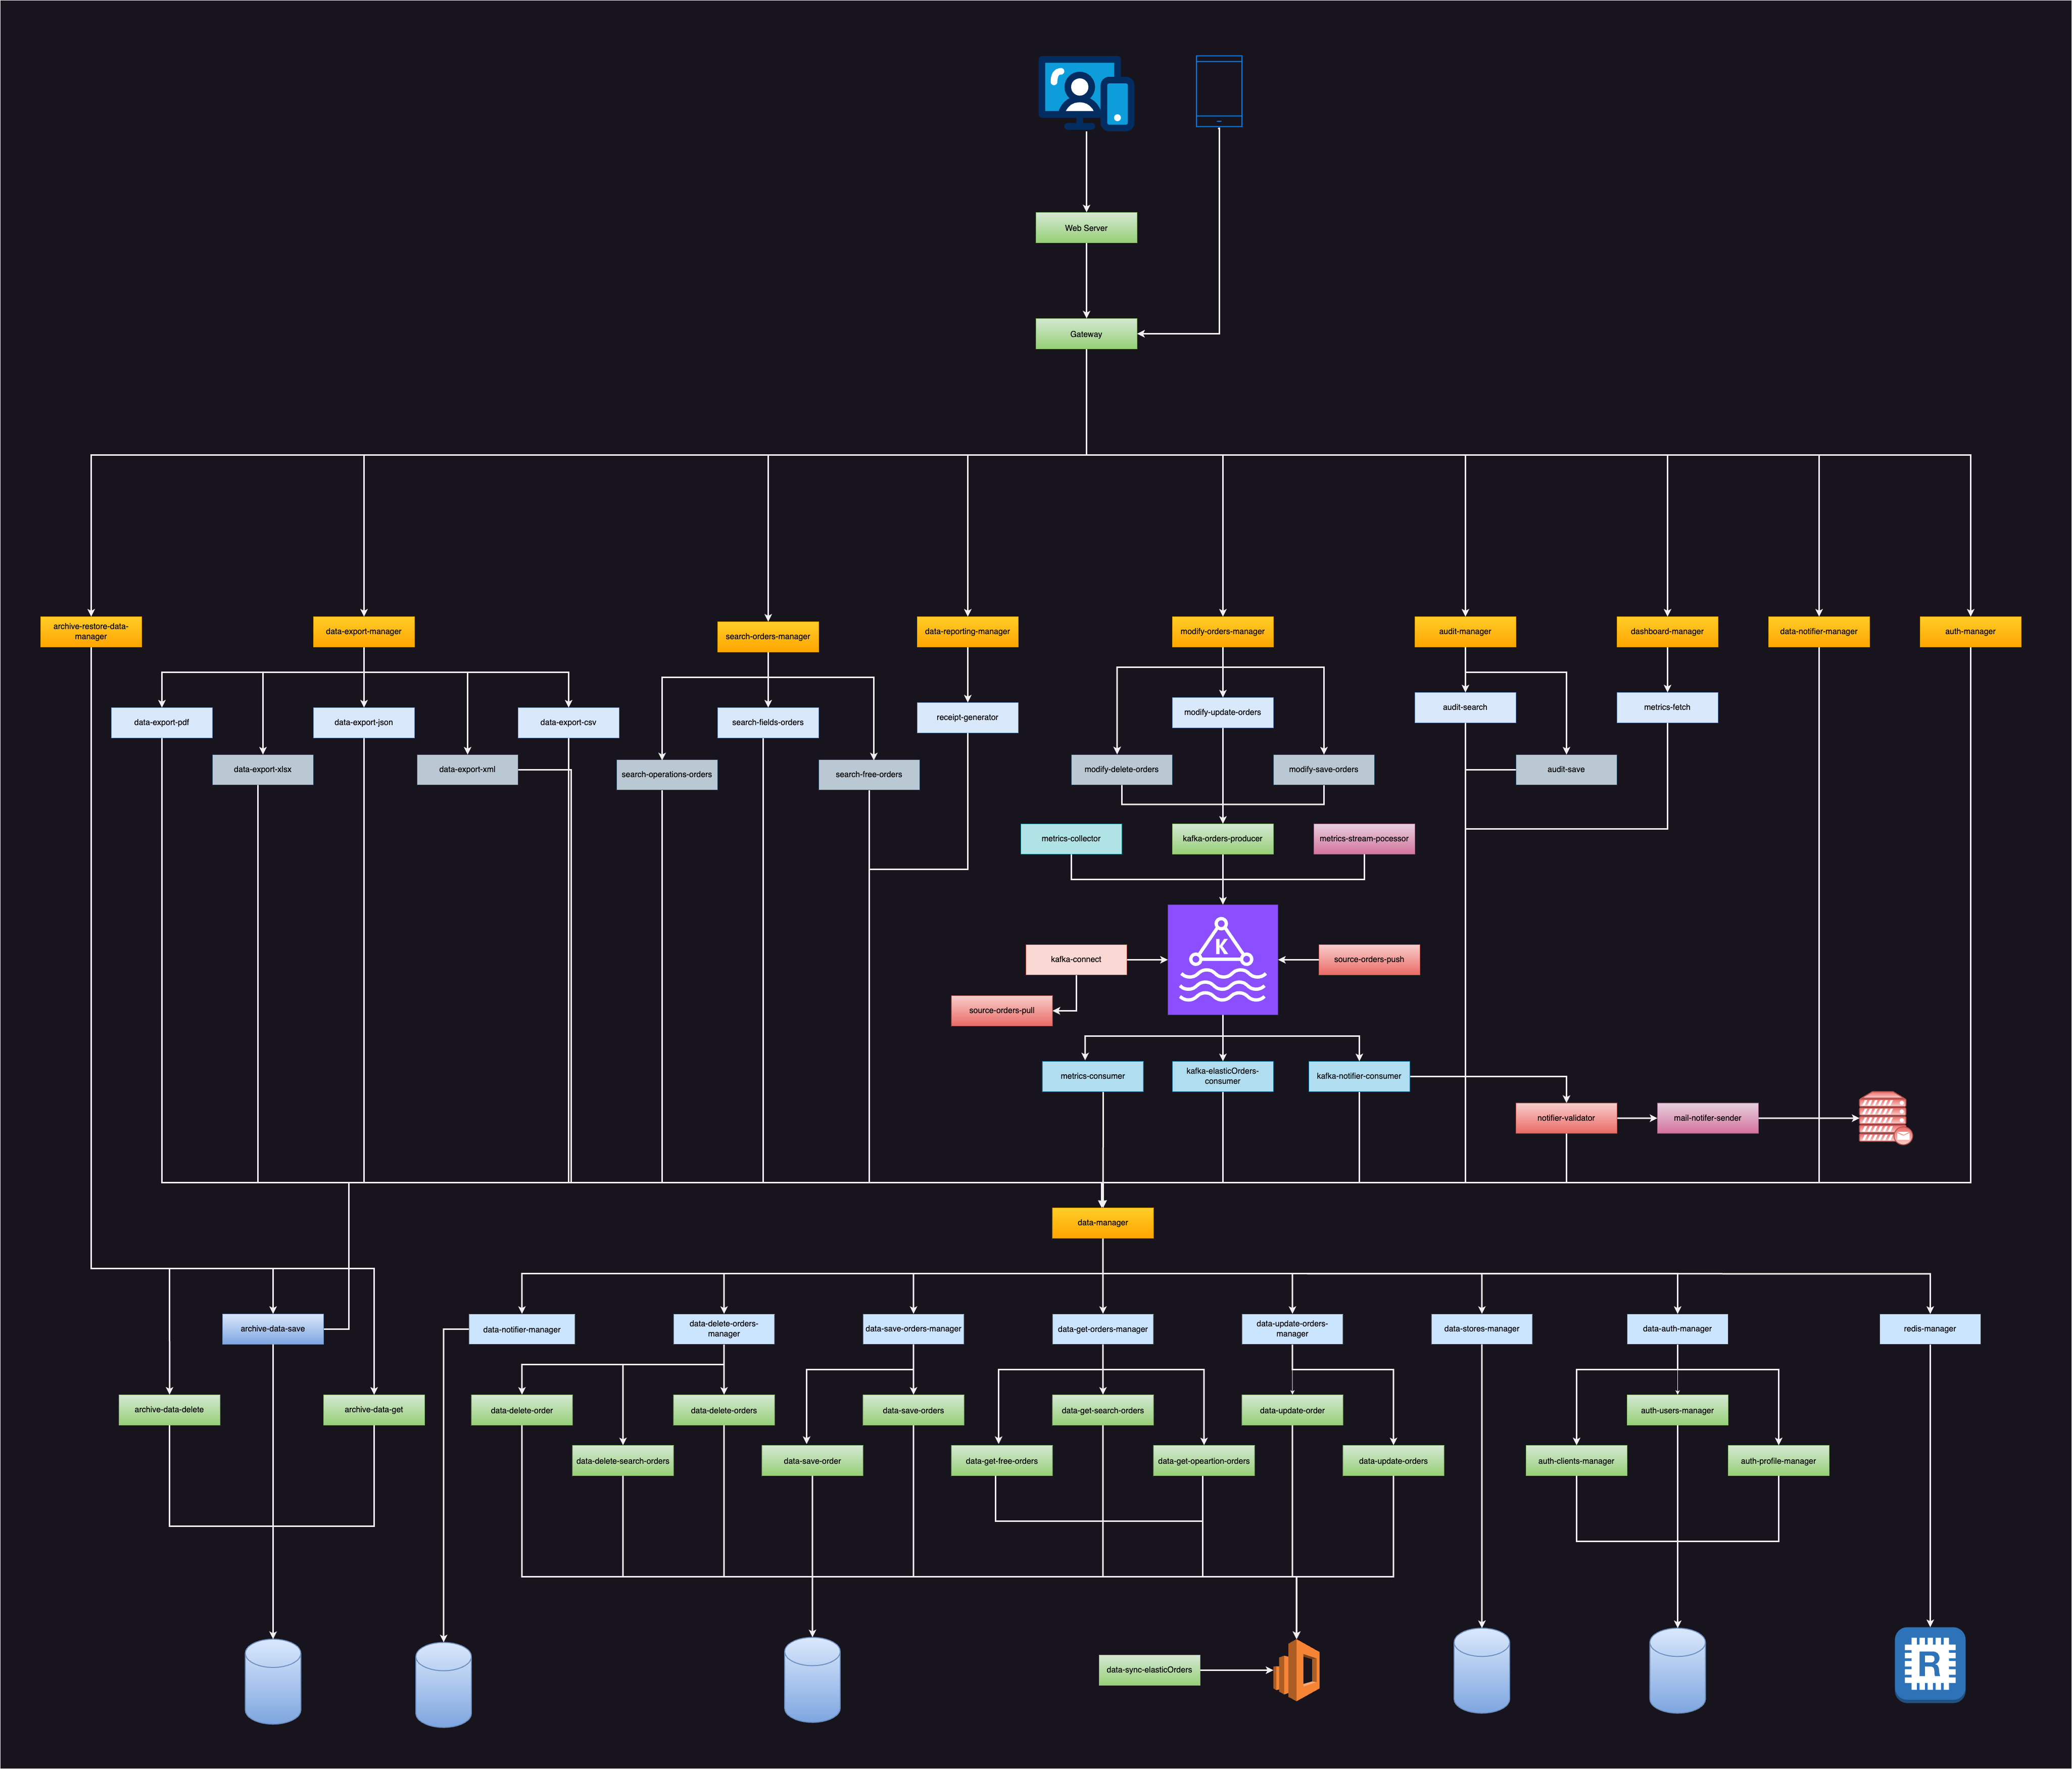 Web Server
Gateway
archive-restore-data-
manager
data-export-manager
search-orders-manager
data-reporting-manager
modify-orders-manager
audit-manager
dashboard-manager
data-notifier-manager
auth-manager
data-export-pdf
data-export-json
data-export-csv
search-fields-orders
receipt-generator
modify-update-orders
audit-search
metrics-fetch
data-export-xlsx
data-export-xml
search-operations-orders
search-free-orders
modify-delete-orders
modify-save-orders
audit-save
metrics-collector
kafka-orders-producer
metrics-stream-pocessor
K
kafka-connect
source-orders-push
source-orders-pull
metrics-consumer
kafka-elasticOrders-
consumer
kafka-notifier-consumer
notifier-validator
mail-notifer-sender
data-manager
archive-data-save
data-notifier-manager
data-delete-orders-
manager
data-save-orders-manager
data-get-orders-manager
data-update-orders-
manager
data-stores-manager
data-auth-manager
redis-manager
archive-data-delete
archive-data-get
data-delete-order
data-delete-orders
data-save-orders
data-get-search-orders
data-update-order
auth-users-manager
data-delete-search-orders
data-save-order
data-get-free-orders
data-get-opeartion-orders
data-update-orders
auth-clients-manager
auth-profile-manager
data-sync-elasticOrders
R